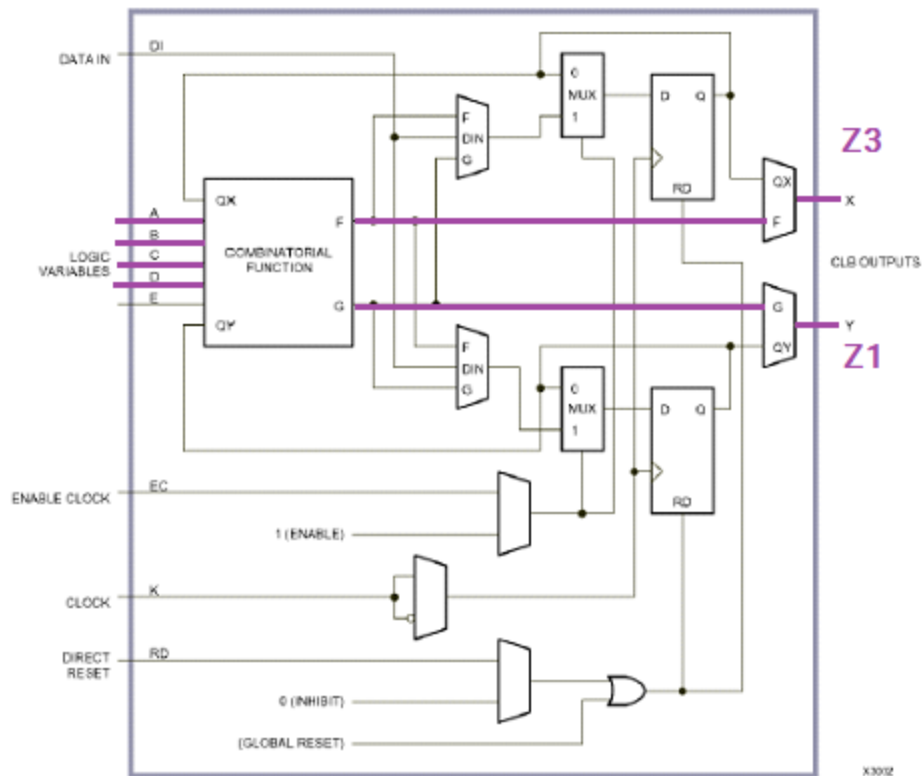 DI
DATA IN
0
MUX
1
D Q
RD
F
DIN
G
Z3
QX
F
X
QX
A
B
C
D
E
LOGIC
VARIABLES
COMBINATORIAL
FUNCTION
F
G
QY
CLB OUTPUTS
G
QY
Y
Z1
F
DIN
G
0
MUX
1
D Q
RD
ENABLE CLOCK
EC
1 (ENABLE)
CLOCK
K
DIRECT
RESET
RD
0 (INHIBIT)
(GLOBAL RESET)
X3002